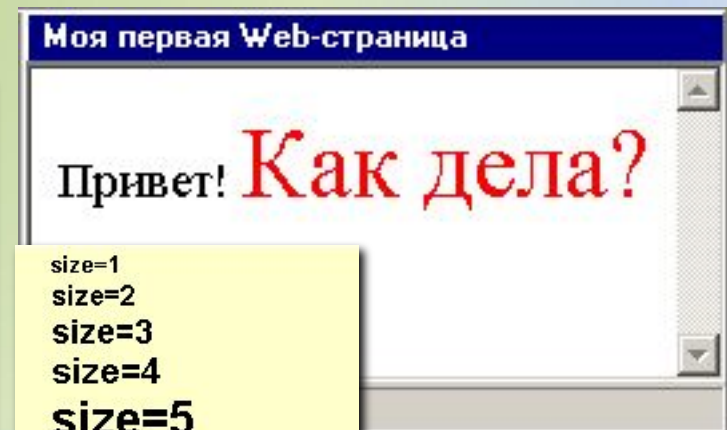 Моя первая Web-страница
Привет! Как дела?
size=1
size=2
size=3
size=4
size=5